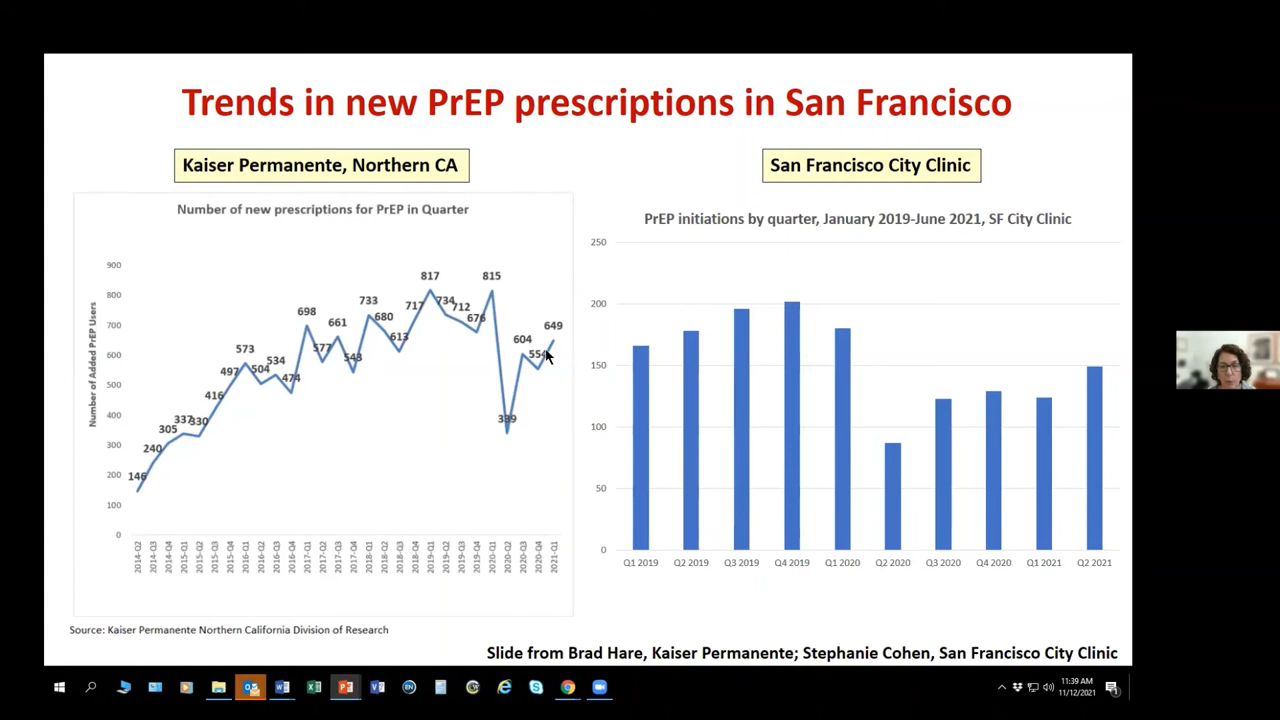 Trends in new PrEP prescriptions in San Francisco
Kaiser Permanente, Northern CA
San Francisco City Clinic
Number of new prescriptions for PrEP in Quarter
Number of Added PrEP Users
900
800
700
600
500
400
300
200
100
0
146
240
305
337
330
416
497
573
504
534
474
698
577
661
543
733
680
613
717
817
734
712
676
815
339
604
554
649
2014-Q2
2014-Q3
2014-Q4
2015-Q1
2015-Q2
2015-Q3
2015-Q4
2016-Q1
2016-Q2
2016-Q3
2016-Q4
2017-Q1
2017-Q2
2017-Q3
2017-Q4
2018-Q1
2018-Q2
2018-Q3
2018-Q4
2019-Q1
2019-Q2
2019-Q3
2019-Q4
2020-Q1
2020-Q2
2020-Q3
2020-Q4
2021-Q1
PrEP initiations by quarter, January 2019-June 2021, SF City Clinic
250
200
150
100
50
0
Q1 2019
Q2 2019
Q3 2019
Q4 2019
Q1 2020
Q2 2020
Q3 2020
Q4 2020
Q1 2021
Q2 2021
Source: Kaiser Permanente Northern California Division of Research
Slide from Brad Hare, Kaiser Permanente; Stephanie Cohen, San Francisco City Clinic
11:39 AM
11/12/2021